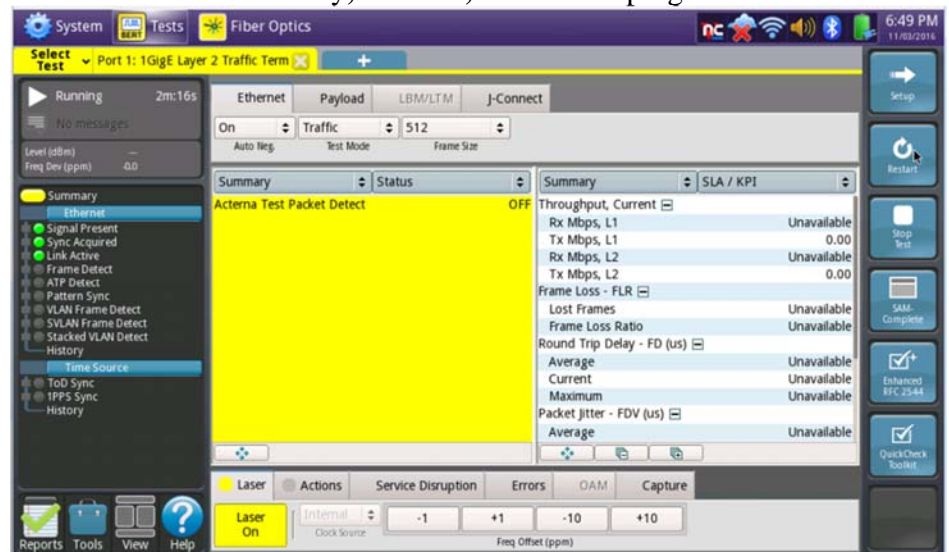 System
BERT
Tests
Fiber Optics
nc
6:49 PM
11/03/2016
Select Test
Port 1: 1GigE Layer 2 Traffic Term
+
Setup
Restart
Stop Test
SAM-Complete
Enhanced RFC 2544
QuickCheck Toolkit
Running 2m:16s
No messages
Level (dBm) —
Freq Dev (ppm) -0.0
Summary
Ethernet
Signal Present
Sync Acquired
Link Active
Frame Detect
ATP Detect
Pattern Sync
VLAN Frame Detect
SVLAN Frame Detect
Stacked VLAN Detect
History
Time Source
ToD Sync
1PPS Sync
History
Reports Tools View Help
Ethernet Payload LBM/LTM J-Connect
On Traffic 512
Auto Neg. Test Mode Frame Size
Summary Status
Acterna Test Packet Detect OFF
Summary SLA / KPI
Throughput, Current
Rx Mbps, L1 Unavailable
Tx Mbps, L1 0.00
Rx Mbps, L2 Unavailable
Tx Mbps, L2 0.00
Frame Loss - FLR
Lost Frames Unavailable
Frame Loss Ratio Unavailable
Round Trip Delay - FD (us)
Average Unavailable
Current Unavailable
Maximum Unavailable
Packet Jitter - FDV (us)
Average Unavailable
Laser Actions Service Disruption Errors OAM Capture
Laser On
Internal -1 +1 -10 +10
Clock Source Freq Offset (ppm)